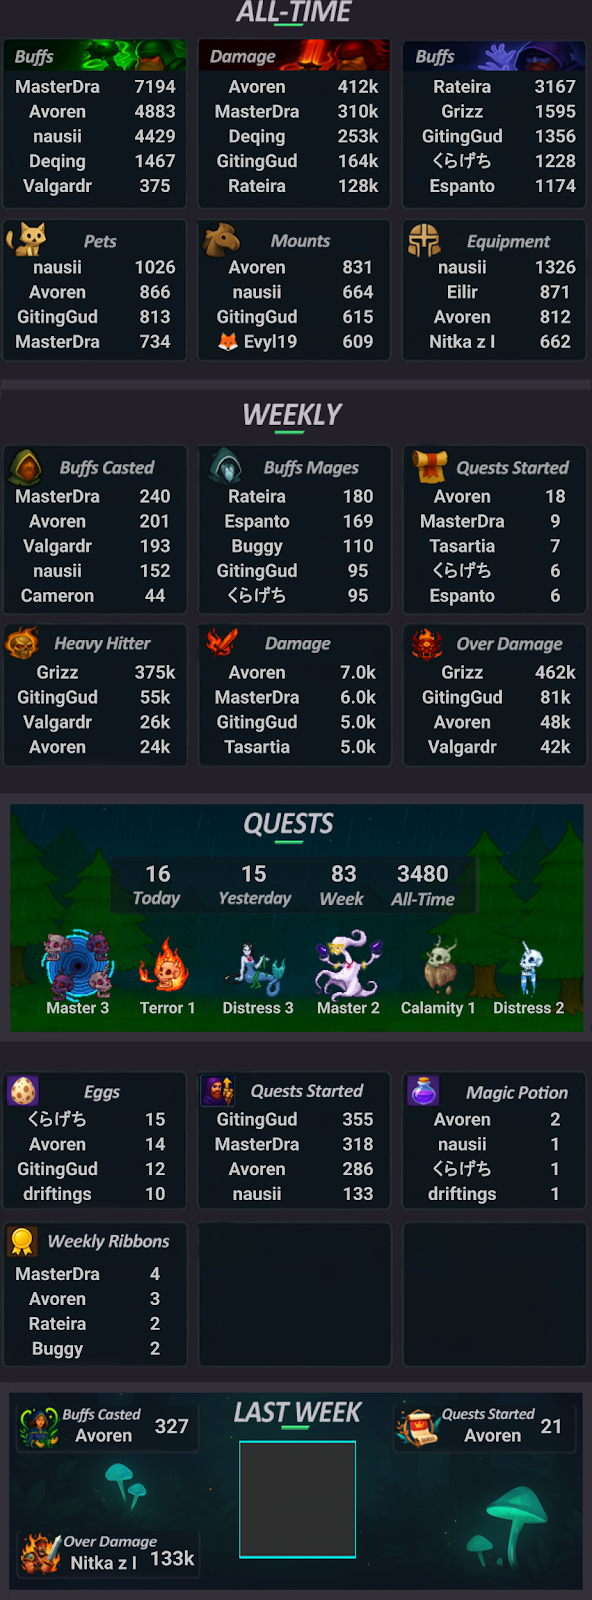 ALL-TIME
Buffs
MasterDra 7194
Avoren 4883
nausii 4429
Deqing 1467
Valgardr 375
Damage
Avoren 412k
MasterDra 310k
Deqing 253k
GitingGud 164k
Rateira 128k
Buffs
Rateira 3167
Grizz 1595
GitingGud 1356
くらげち 1228
Espanto 1174
Pets
nausii 1026
Avoren 866
GitingGud 813
MasterDra 734
Mounts
Avoren 831
nausii 664
GitingGud 615
🦊 Evyl19 609
Equipment
nausii 1326
Eilir 871
Avoren 812
Nitka z I 662
WEEKLY
Buffs Casted
MasterDra 240
Avoren 201
Valgardr 193
nausii 152
Cameron 44
Buffs Mages
Rateira 180
Espanto 169
Buggy 110
GitingGud 95
くらげち 95
Quests Started
Avoren 18
MasterDra 9
Tasartia 7
くらげち 6
Espanto 6
Heavy Hitter
Grizz 375k
GitingGud 55k
Valgardr 26k
Avoren 24k
Damage
Avoren 7.0k
MasterDra 6.0k
GitingGud 5.0k
Tasartia 5.0k
Over Damage
Grizz 462k
GitingGud 81k
Avoren 48k
Valgardr 42k
QUESTS
16 15 83 3480
Today Yesterday Week All-Time
Master 3 Terror 1 Distress 3 Master 2 Calamity 1 Distress 2
Eggs
くらげち 15
Avoren 14
GitingGud 12
driftings 10
Quests Started
GitingGud 355
MasterDra 318
Avoren 286
nausii 133
Magic Potion
Avoren 2
nausii 1
くらげち 1
driftings 1
Weekly Ribbons
MasterDra 4
Avoren 3
Rateira 2
Buggy 2
LAST WEEK
Buffs Casted
Avoren 327
Quests Started
Avoren 21
Over Damage
Nitka z I 133k